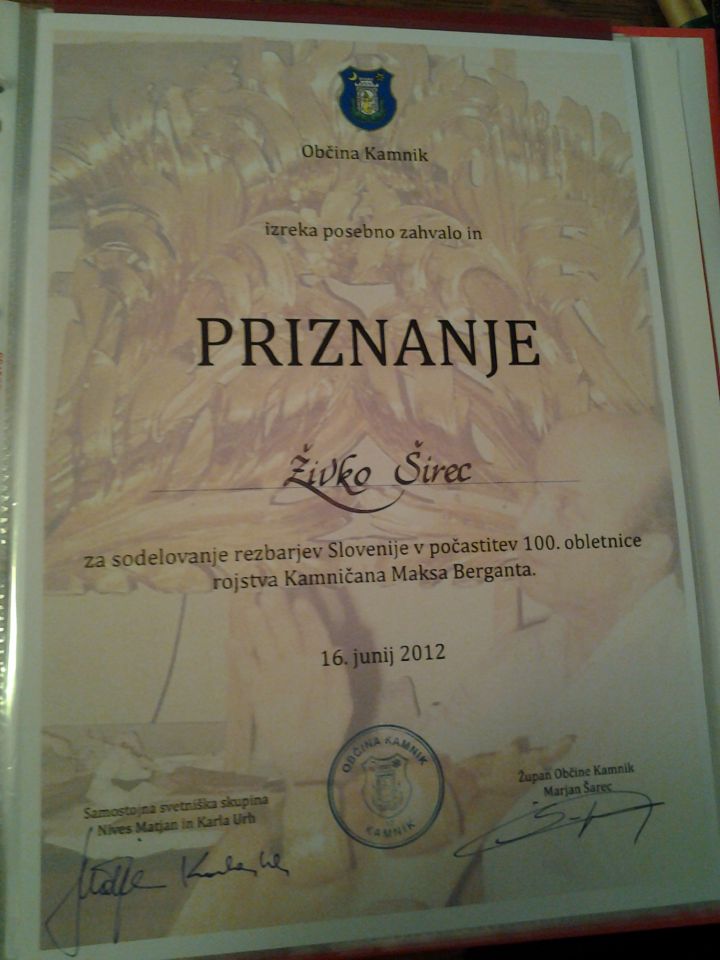 Občina Kamnik
izreka posebno zahvalo in
PRIZNANJE
Živko Širec
za sodelovanje rezbarjev Slovenije v počastitev 100. obletnice
rojstva Kamničana Maksa Berganta.
16. junij 2012
Samostojna svetniška skupina
Nives Matjan in Karla Urh
OBČINA KAMNIK
KAMNIK
Župan Občine Kamnik
Marjan Šarec